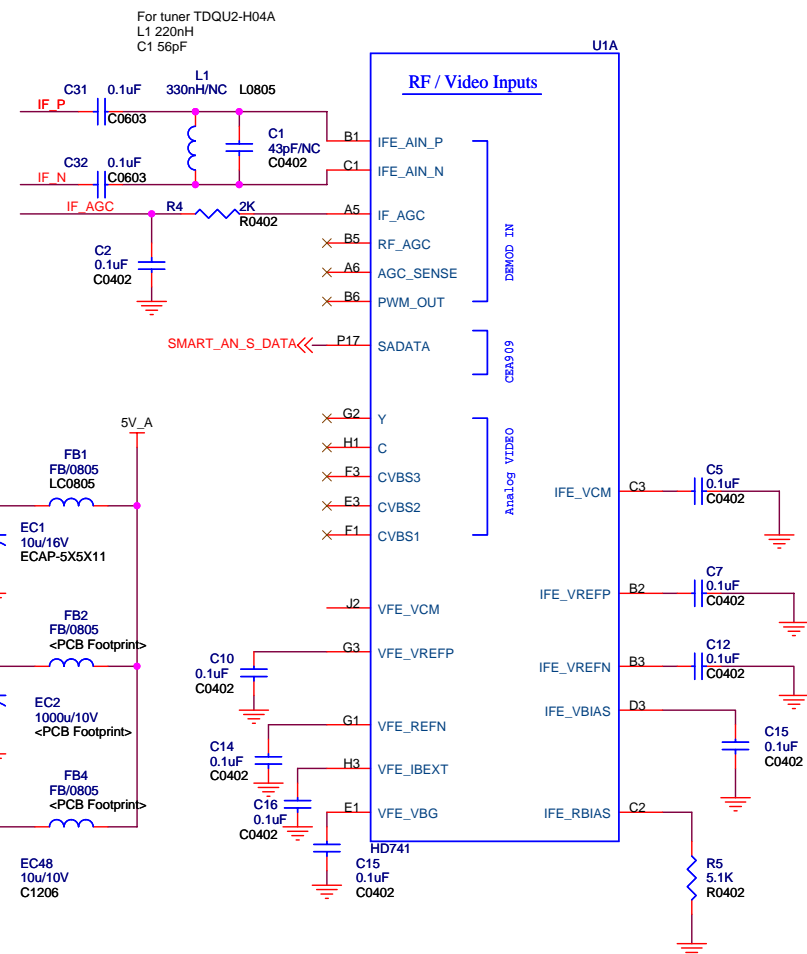 For tuner TDQU2-H04A
L1 220nH
C1 56pF
U1A
RF / Video Inputs
C31 0.1uF
C0603
IF_P
L1
330nH/NC L0805
C1
43pF/NC
C0402
C32 0.1uF
C0603
IF_N
IF_AGC
R4 2K
R0402
C2
0.1uF
C0402
B1 IFE_AIN_P
C1 IFE_AIN_N
A5 IF_AGC
B5 RF_AGC
A6 AGC_SENSE
B6 PWM_OUT
DEMOD IN
SMART_AN_S_DATA
P17 SADATA
CEA909
G2 Y
H1 C
F3 CVBS3
E3 CVBS2
F1 CVBS1
Analog VIDEO
5V_A
FB1
FB/0805
LC0805
EC1
10u/16V
ECAP-5X5X11
FB2
FB/0805
<PCB Footprint>
EC2
1000u/10V
<PCB Footprint>
FB4
FB/0805
<PCB Footprint>
EC48
10u/10V
C1206
J2 VFE_VCM
G3 VFE_VREFP
C10
0.1uF
C0402
G1 VFE_REFN
C14
0.1uF
C0402
H3 VFE_IBEXT
C16
0.1uF
C0402
E1 VFE_VBG
C15
0.1uF
C0402
HD741
IFE_VCM C3
C5
0.1uF
C0402
IFE_VREFP B2
C7
0.1uF
C0402
IFE_VREFN B3
C12
0.1uF
C0402
IFE_VBIAS D3
C15
0.1uF
C0402
IFE_RBIAS C2
R5
5.1K
R0402